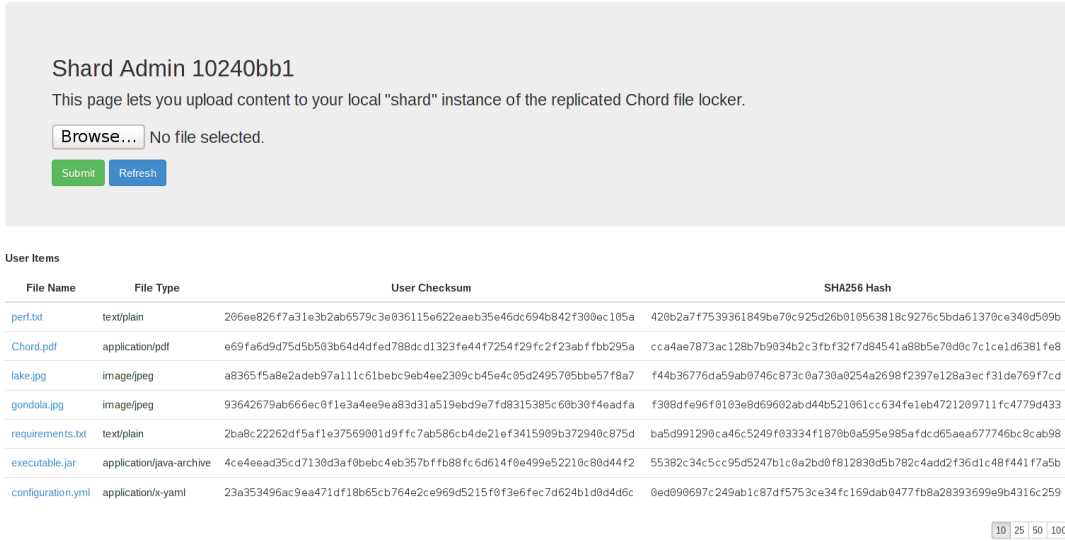 Shard Admin 10240bb1
This page lets you upload content to your local "shard" instance of the replicated Chord file locker.
Browse... No file selected.
Submit Refresh
User Items
File Name File Type User Checksum SHA256 Hash
perf.txt text/plain 206ee826f7a31e3b2ab6579c3e036115e622eaeb35e46dc694b842f300ec105a 420b2a7f7539361849be70c925d26b010563818c9276c5bda61370ce340d509b
Chord.pdf application/pdf e69fa6d9d75d5b503b64d4dfed788dcd1323fe44f7254f29fc2f23abffbb295a cca4ae7873ac128b7b9034b2c3fbf32f7d84541a88b5e70d0c7c1ce1d6381fe8
lake.jpg image/jpeg a8365f5a8e2adeb97a111c61bebc9eb4ee2309cb45e4c05d2495705bbe57f8a7 f44b36776da59ab0746c873c0a730a0254a2698f2397e128a3ecf31de769f7cd
gondola.jpg image/jpeg 93642679ab666ec0f1e3a4ee9ea83d31a519ebd9e7fd8315385c60b30f4eadfa f308dfe96f0103e8d69602abd44b521061cc634fe1eb4721209711fc4779d433
requirements.txt text/plain 2ba8c22262df5af1e37569001d9ffc7ab586cb4de21ef3415909b372940c875d ba5d991290ca46c5249f03334f1870b0a595e985afdcd65aea677746bc8cab98
executable.jar application/java-archive 4ce4eead35cd7130d3af0bebc4eb357bffb88fc6d614f0e499e52210c80d44f2 55382c34c5cc95d5247b1c0a2bd0f812830d5b782c4add2f36d1c48f441f7a5b
configuration.yml application/x-yaml 23a353496ac9ea471df18b65cb764e2ce969d5215f0f3e6fec7d624b1d0d4d6c 0ed090697c249ab1c87df5753ce34fc169dab0477fb8a28393699e9b4316c259
10 25 50 100